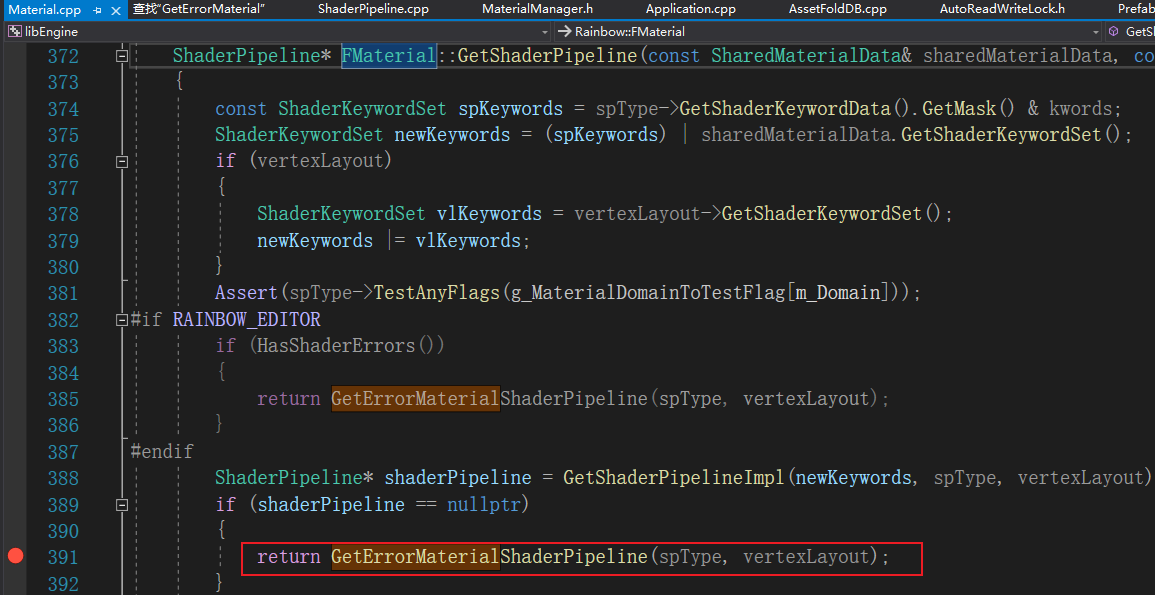 Material.cpp 查找"GetErrorMaterial" ShaderPipeline.cpp MaterialManager.h Application.cpp AssetFoldDB.cpp AutoReadWriteLock.h Prefab
libEngine Rainbow::FMaterial GetSh
372 ShaderPipeline* FMaterial::GetShaderPipeline(const SharedMaterialData& sharedMaterialData, co
373 {
374 const ShaderKeywordSet spKeywords = spType->GetShaderKeywordData().GetMask() & kwords;
375 ShaderKeywordSet newKeywords = (spKeywords) | sharedMaterialData.GetShaderKeywordSet();
376 if (vertexLayout)
377 {
378 ShaderKeywordSet vlKeywords = vertexLayout->GetShaderKeywordSet();
379 newKeywords |= vlKeywords;
380 }
381 Assert(spType->TestAnyFlags(g_MaterialDomainToTestFlag[m_Domain]));
382 #if RAINBOW_EDITOR
383 if (HasShaderErrors())
384 {
385 return GetErrorMaterialShaderPipeline(spType, vertexLayout);
386 }
387 #endif
388 ShaderPipeline* shaderPipeline = GetShaderPipelineImpl(newKeywords, spType, vertexLayout)
389 if (shaderPipeline == nullptr)
390 {
391 return GetErrorMaterialShaderPipeline(spType, vertexLayout);
392 }